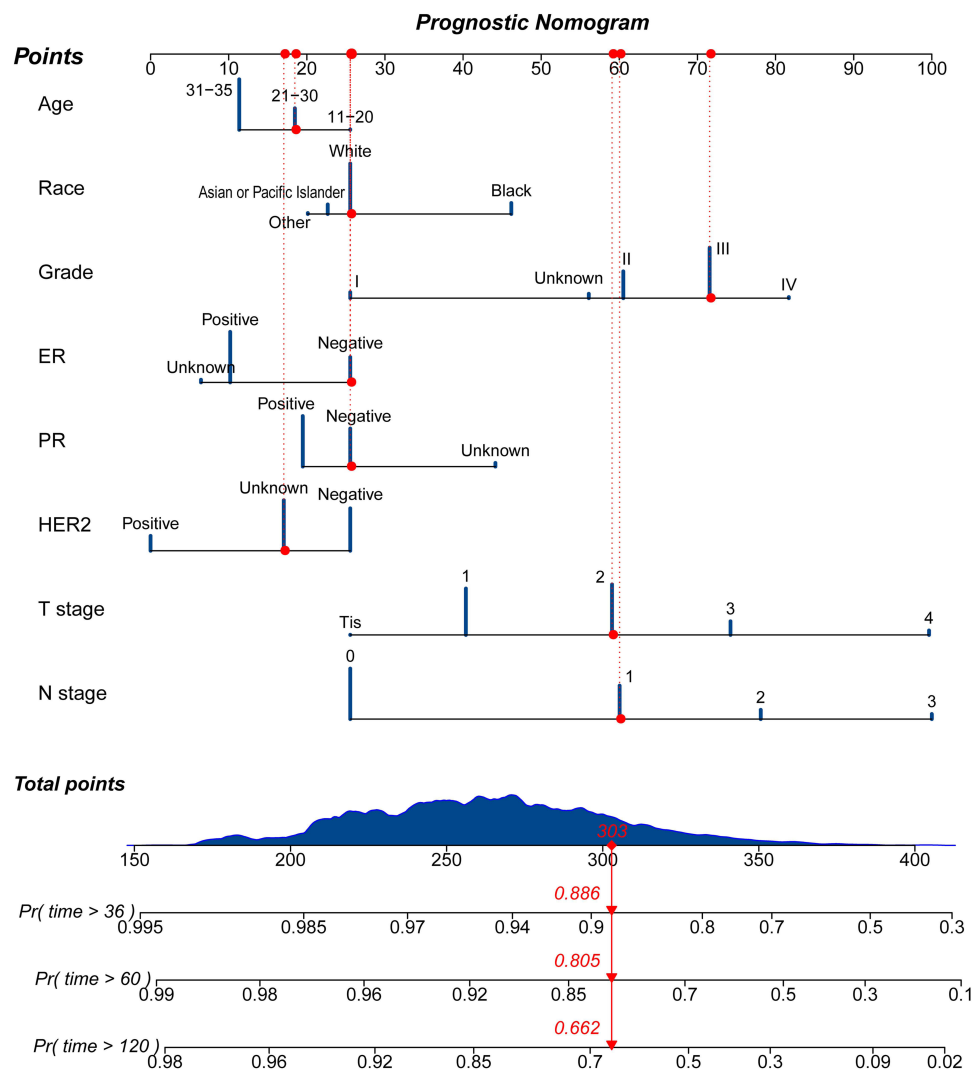 Prognostic Nomogram
Points
0 10 20 30 40 50 60 70 80 90 100
Age
31−35
21−30
11−20
Race
White
Asian or Pacific Islander
Other
Black
Grade
I
Unknown
II
III
IV
ER
Positive
Unknown
Negative
PR
Positive
Negative
Unknown
HER2
Positive
Unknown
Negative
T stage
Tis
1
2
3
4
N stage
0
1
2
3
Total points
303
150 200 250 300 350 400
0.886
Pr( time > 36 )
0.995 0.985 0.97 0.94 0.9 0.8 0.7 0.5 0.3
0.805
Pr( time > 60 )
0.99 0.98 0.96 0.92 0.85 0.7 0.5 0.3 0.1
0.662
Pr( time > 120 )
0.98 0.96 0.92 0.85 0.7 0.5 0.3 0.09 0.02